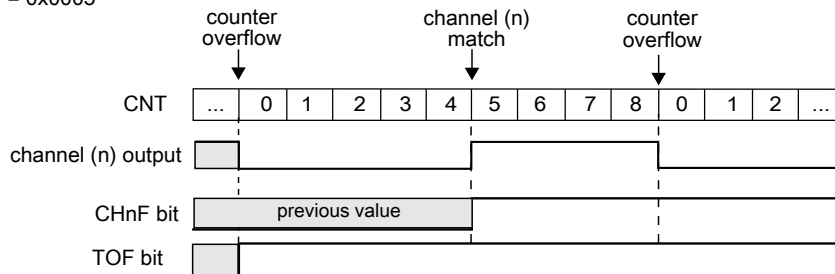 = 0x0005
counter overflow
channel (n) match
counter overflow
CNT ... 0 1 2 3 4 5 6 7 8 0 1 2 ...
channel (n) output
CHnF bit previous value
TOF bit